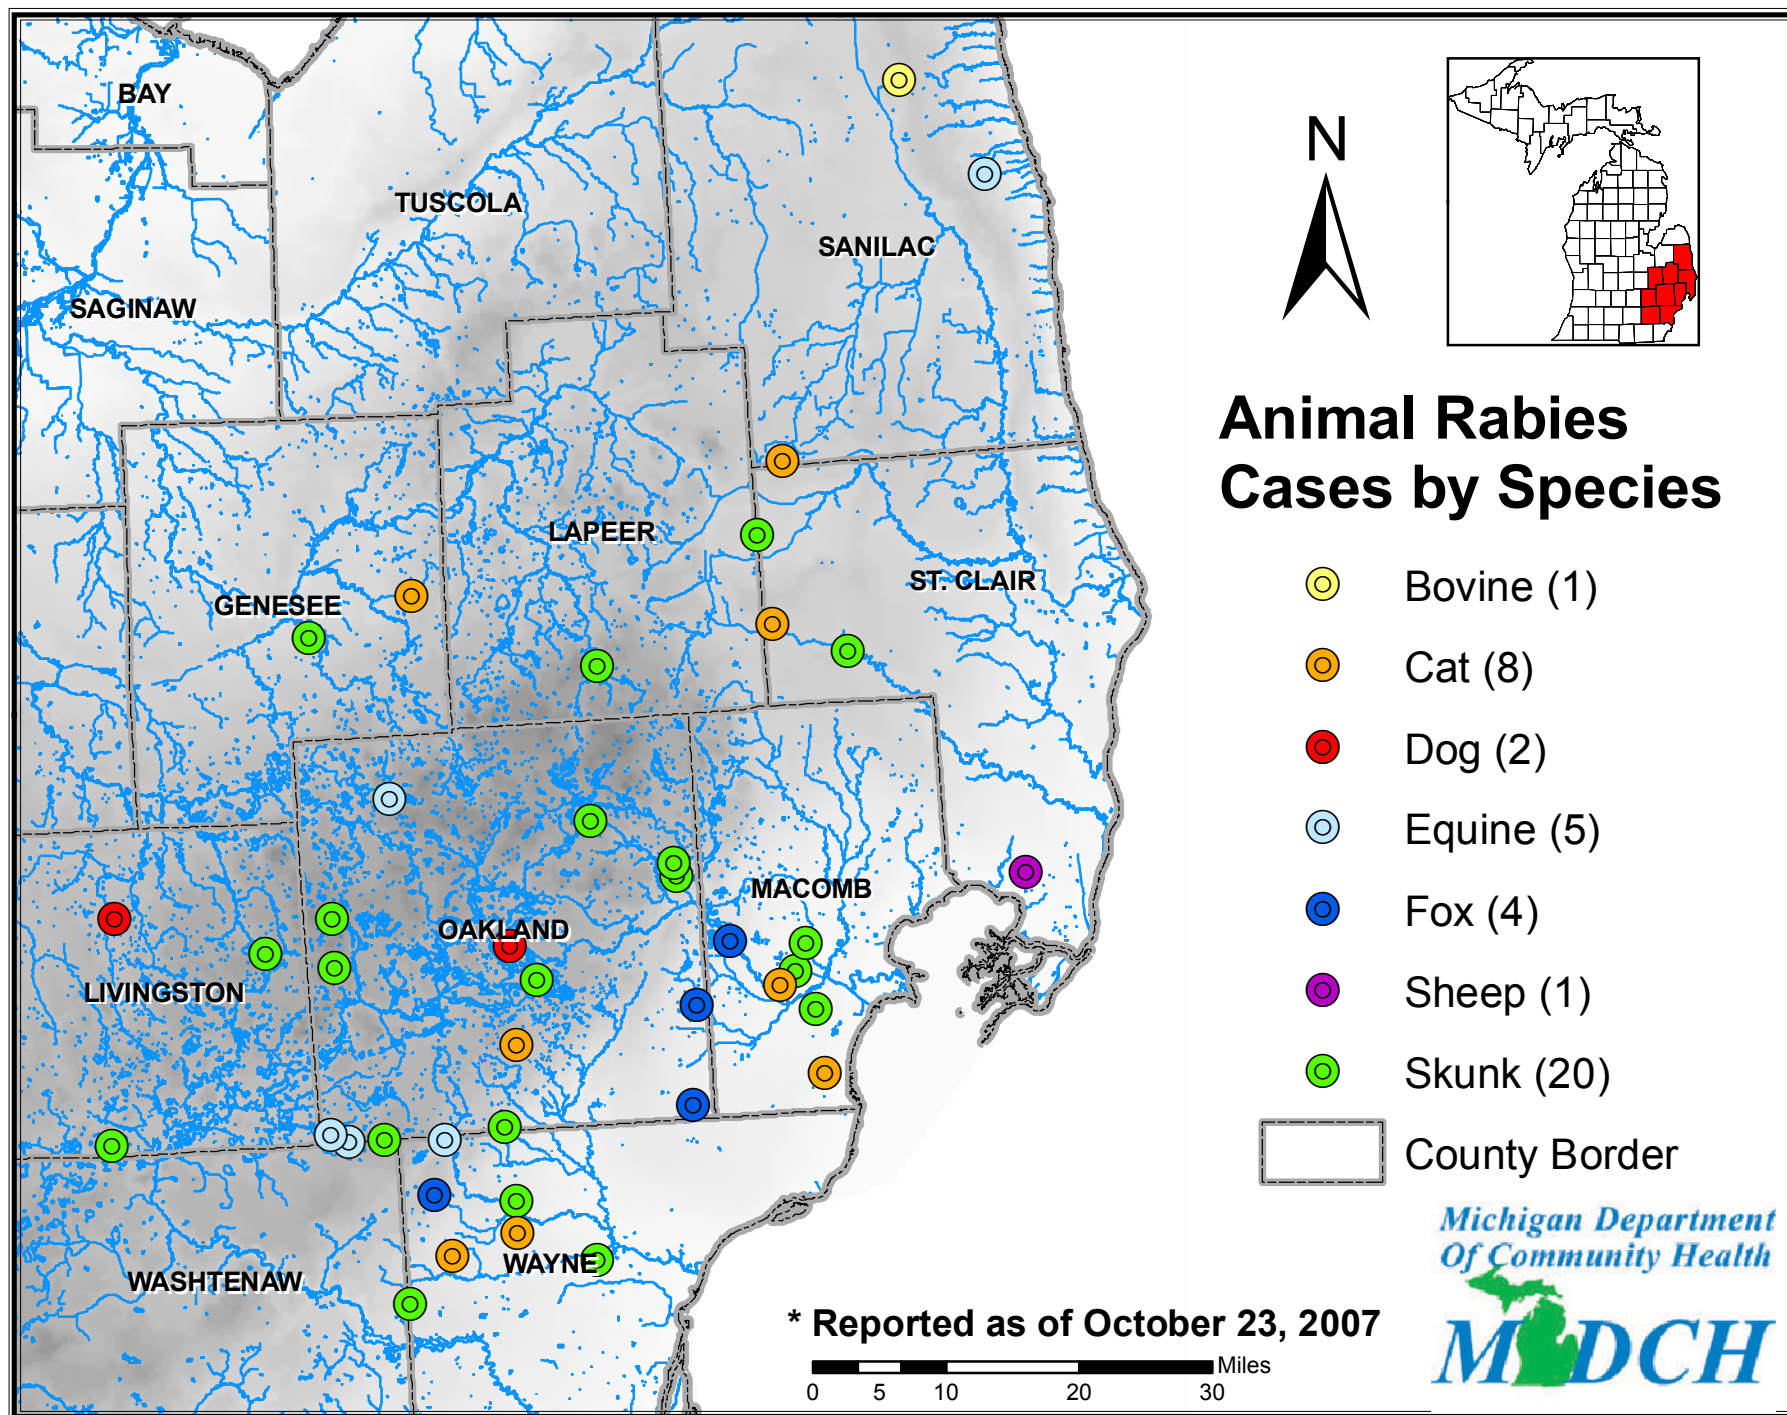 BAY
TUSCOLA
SANILAC
SAGINAW
LAPEER
ST. CLAIR
GENESEE
MACOMB
OAKLAND
LIVINGSTON
WAYNE
WASHTENAW
N
Animal Rabies
Cases by Species
Bovine (1)
Cat (8)
Dog (2)
Equine (5)
Fox (4)
Sheep (1)
Skunk (20)
County Border
* Reported as of October 23, 2007
Miles
0 5 10 20 30
Michigan Department
Of Community Health
MDCH